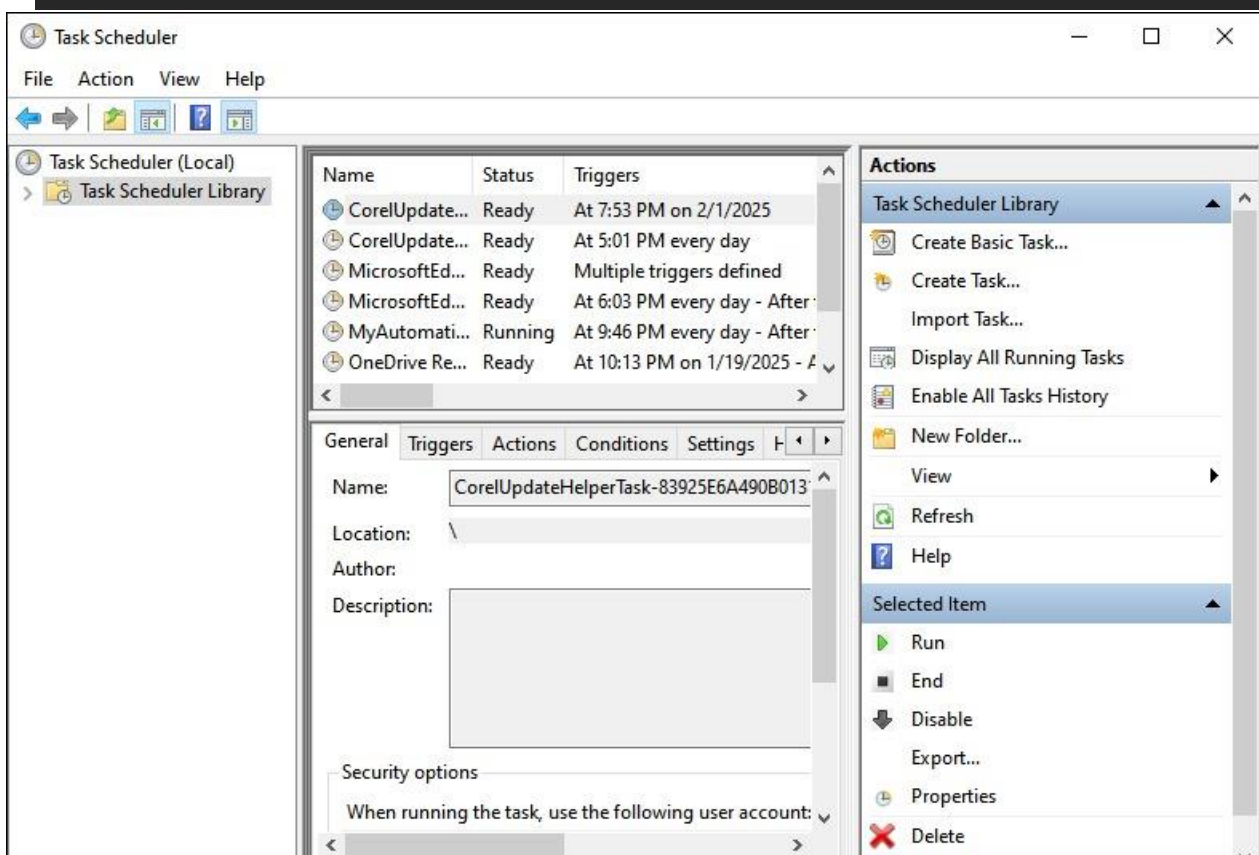 Task Scheduler
File Action View Help
Task Scheduler (Local)
Task Scheduler Library
Name Status Triggers
CorelUpdate... Ready At 7:53 PM on 2/1/2025
CorelUpdate... Ready At 5:01 PM every day
MicrosoftEd... Ready Multiple triggers defined
MicrosoftEd... Ready At 6:03 PM every day - After
MyAutomati... Running At 9:46 PM every day - After
OneDrive Re... Ready At 10:13 PM on 1/19/2025 - A
General Triggers Actions Conditions Settings H
Name: CorelUpdateHelperTask-83925E6A490B013
Location: \
Author:
Description:
Security options
When running the task, use the following user account:
Actions
Task Scheduler Library
Create Basic Task...
Create Task...
Import Task...
Display All Running Tasks
Enable All Tasks History
New Folder...
View
Refresh
Help
Selected Item
Run
End
Disable
Export...
Properties
Delete